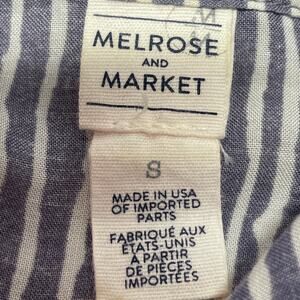 MELROSE
AND
MARKET
S
MADE IN USA
OF IMPORTED
PARTS
FABRIQUÉ AUX
ÉTATS-UNIS
À PARTIR
DE PIÈCES
IMPORTÉES